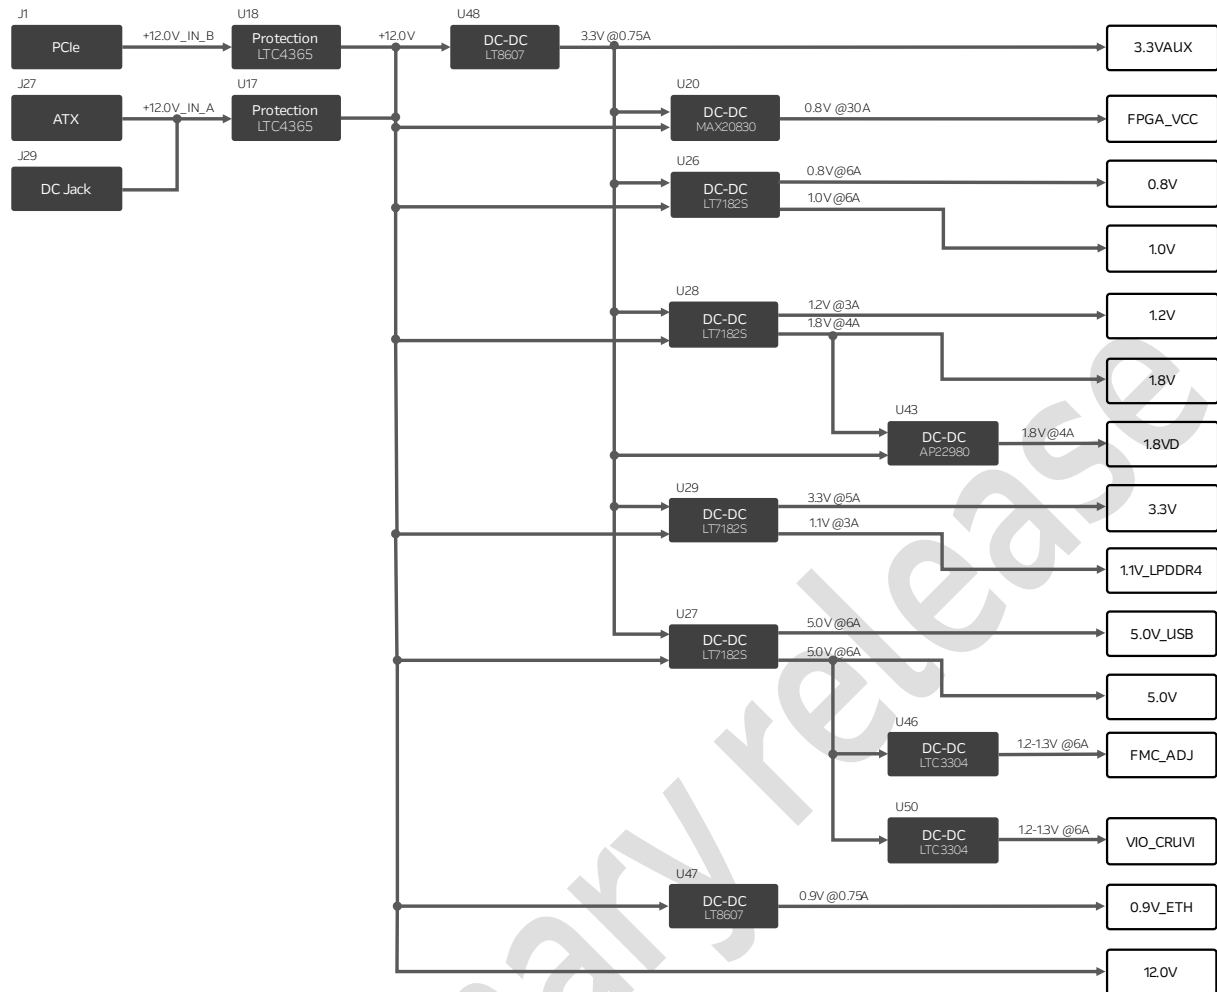 J1
PCIe
+12.0V_IN_B
U18
Protection
LTC4365
+12.0V
U48
DC-DC
LT8607
3.3V @0.75A
3.3VAUX
J27
ATX
+12.0V_IN_A
U17
Protection
LTC4365
U20
DC-DC
MAX20830
0.8V @30A
FPGA_VCC
J29
DC Jack
U26
DC-DC
LT7182S
0.8V@6A
1.0V@6A
0.8V
1.0V
U28
DC-DC
LT7182S
1.2V@3A
1.8V@4A
1.2V
1.8V
U43
DC-DC
AP22980
1.8V@4A
1.8VD
U29
DC-DC
LT7182S
3.3V @5A
1.1V@3A
3.3V
1.1V_LPDDR4
U27
DC-DC
LT7182S
5.0V@6A
5.0V@6A
5.0V_USB
5.0V
U46
DC-DC
LTC3304
1.2-1.3V @6A
FMC_ADJ
U50
DC-DC
LTC3304
1.2-1.3V @6A
VIO_CRUVI
U47
DC-DC
LT8607
0.9V @0.75A
0.9V_ETH
12.0V
ary release